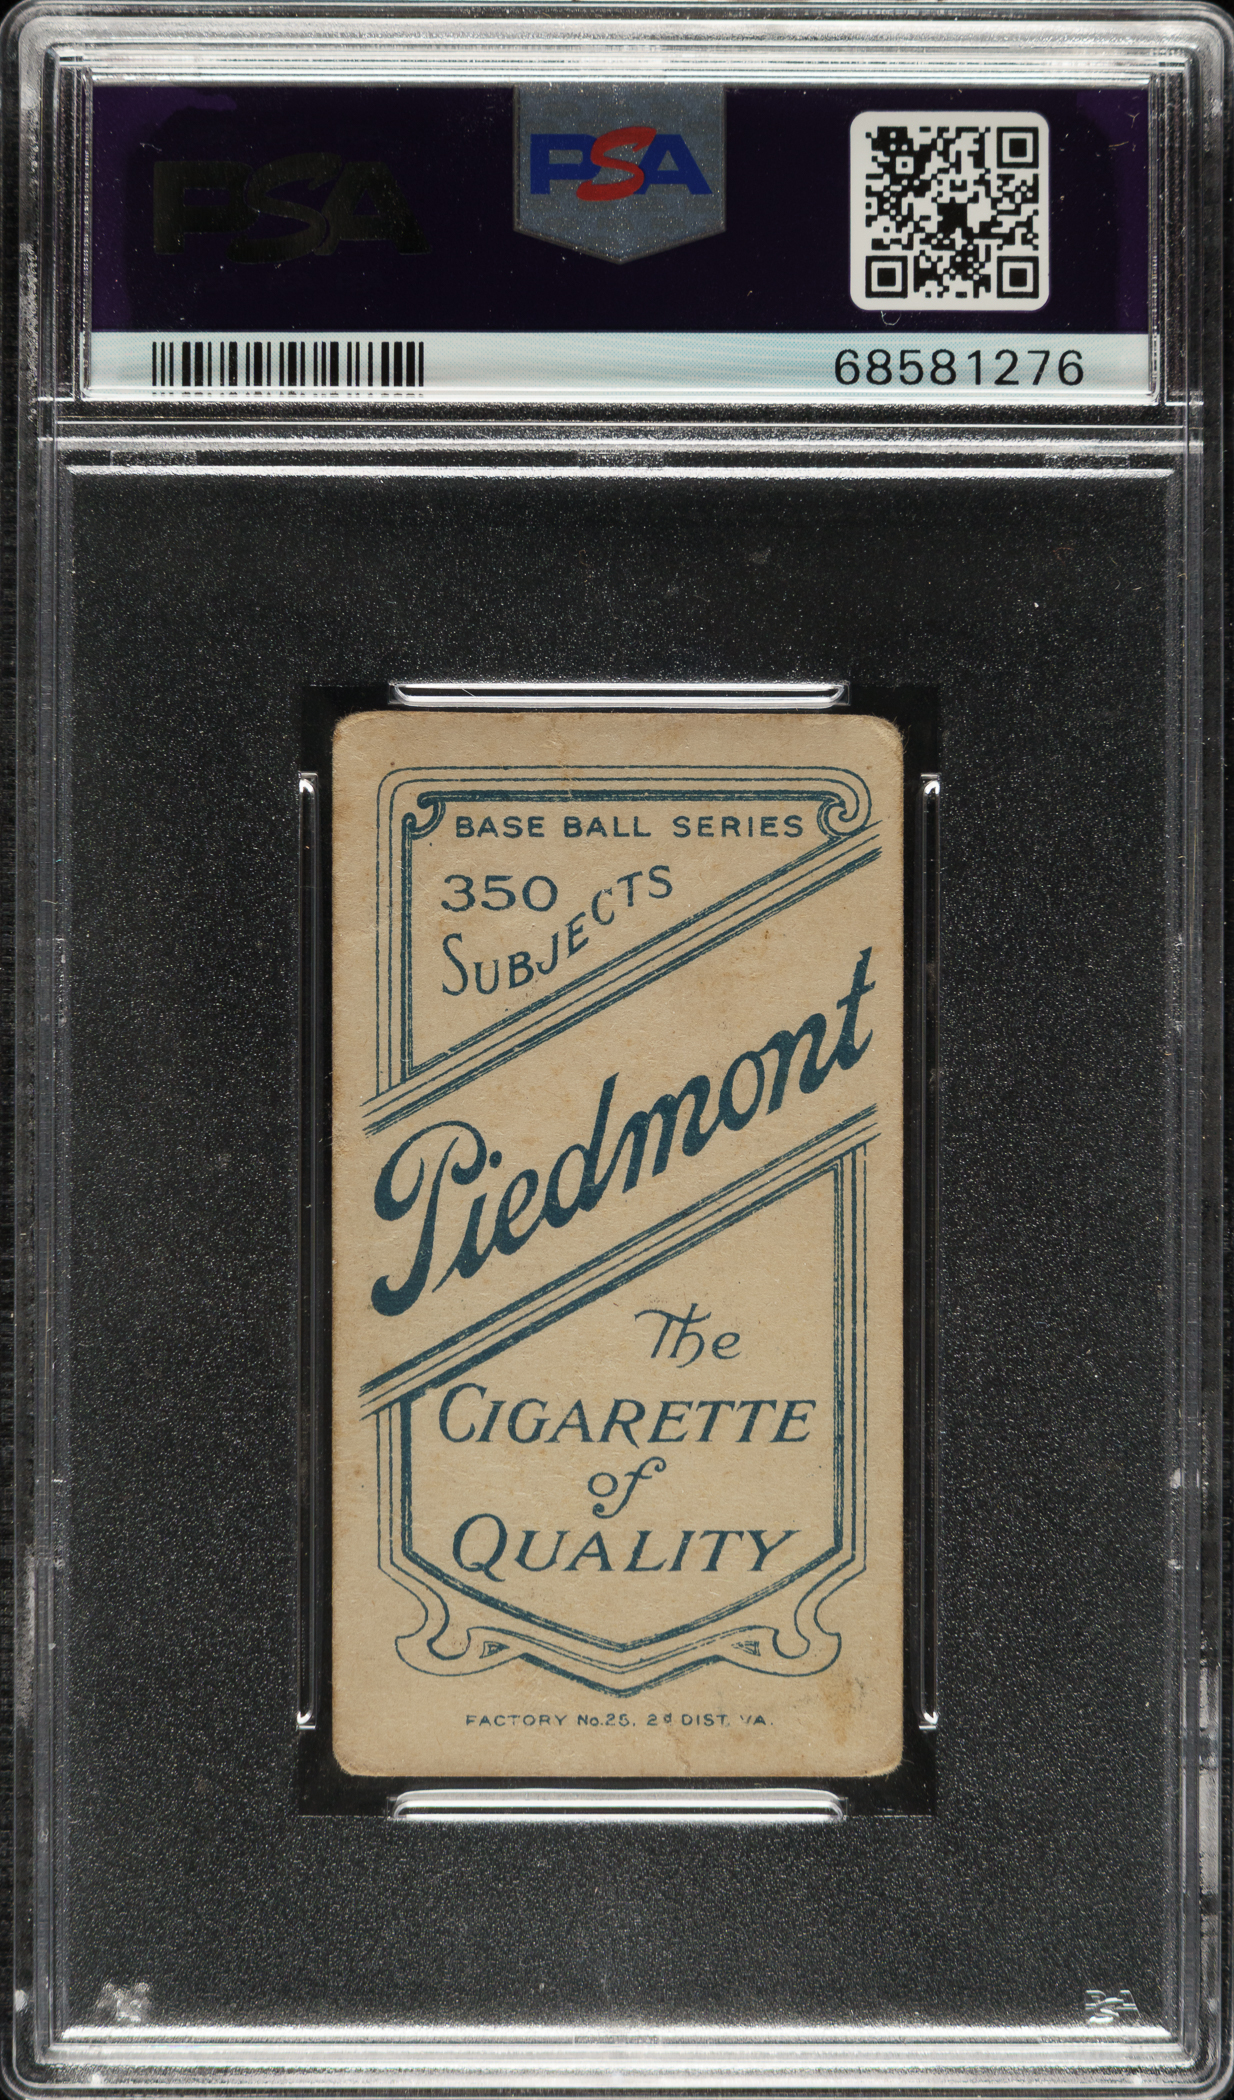 PSA
PSA
68581276
BASE BALL SERIES
350
SUBJECTS
Piedmont
The
CIGARETTE
of
QUALITY
FACTORY No.25, 2d DIST. VA.
PSA